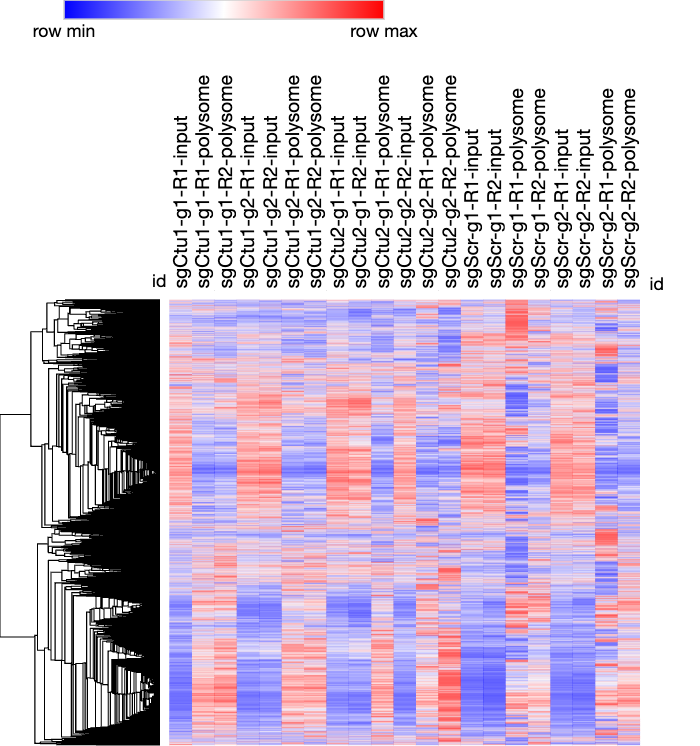 row min
row max
sgCtu1-g1-R1-input
sgCtu1-g1-R1-polysome
sgCtu1-g1-R2-polysome
sgCtu1-g2-R1-input
sgCtu1-g2-R2-input
sgCtu1-g2-R1-polysome
sgCtu1-g2-R2-polysome
sgCtu2-g1-R1-input
sgCtu2-g1-R2-input
sgCtu2-g1-R1-polysome
sgCtu2-g2-R2-input
sgCtu2-g2-R1-polysome
sgCtu2-g2-R2-polysome
sgScr-g1-R1-input
sgScr-g1-R2-input
sgScr-g1-R1-polysome
sgScr-g1-R2-polysome
sgScr-g2-R1-input
sgScr-g2-R2-input
sgScr-g2-R1-polysome
sgScr-g2-R2-polysome
id
id